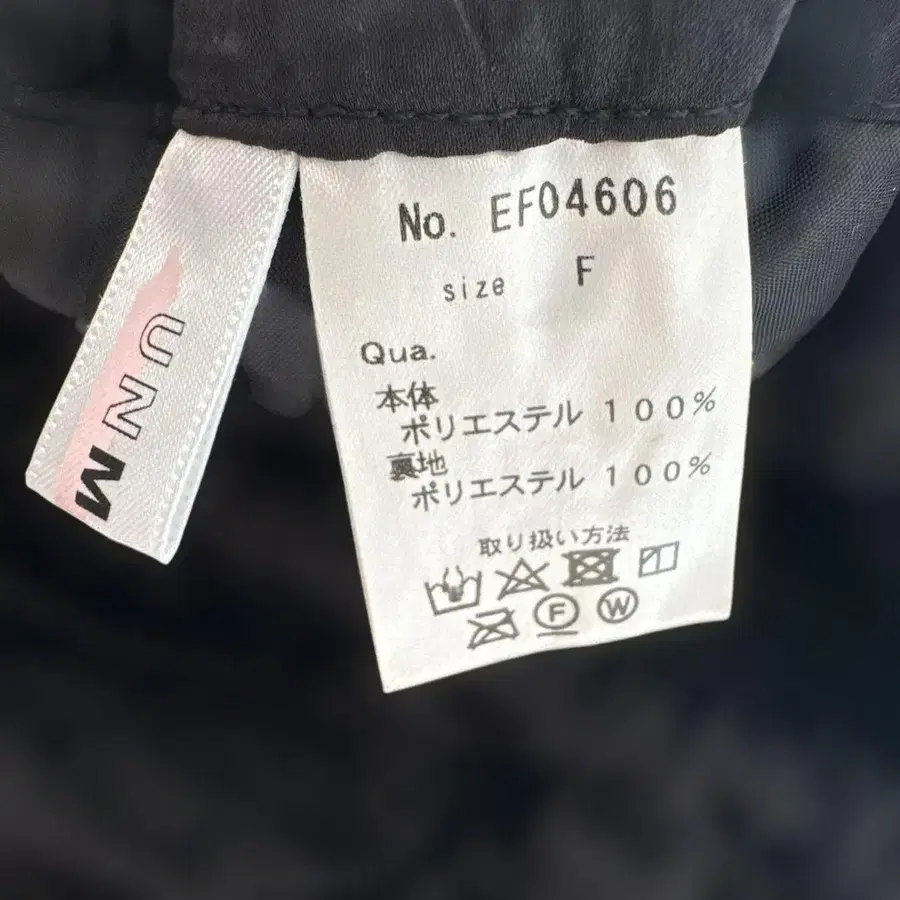 UNM
No. EF04606
size F
Qua.
本体
ポリエステル 100%
裏地
ポリエステル 100%
取り扱い方法
F W